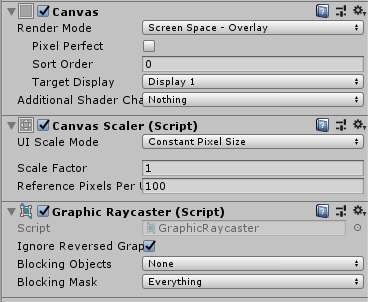 Canvas
Render Mode Screen Space - Overlay
Pixel Perfect
Sort Order 0
Target Display Display 1
Additional Shader Cha Nothing
Canvas Scaler (Script)
UI Scale Mode Constant Pixel Size
Scale Factor 1
Reference Pixels Per U 100
Graphic Raycaster (Script)
Script GraphicRaycaster
Ignore Reversed Grap
Blocking Objects None
Blocking Mask Everything